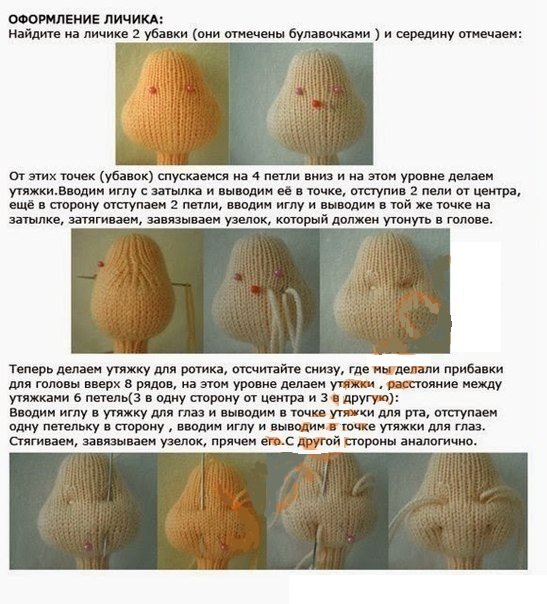 ОФОРМЛЕНИЕ ЛИЧИКА:
Найдите на личике 2 убавки (они отмечены булавочками ) и середину отмечаем:
От этих точек (убавок) спускаемся на 4 петли вниз и на этом уровне делаем
утяжки.Вводим иглу с затылка и выводим её в точке, отступив 2 пели от центра,
ещё в сторону отступаем 2 петли, вводим иглу и выводим в той же точке на
затылке, затягиваем, завязываем узелок, который должен утонуть в голове.
Теперь делаем утяжку для ротика, отсчитайте снизу, где мы делали прибавки
для головы вверх 8 рядов, на этом уровне делаем утяжки , расстояние между
утяжками 6 петель(3 в одну сторону от центра и 3 в другую):
Вводим иглу в утяжку для глаз и выводим в точке утяжки для рта, отступаем
одну петельку в сторону , вводим иглу и выводим в точке утяжки для глаз.
Стягиваем, завязываем узелок, прячем его.С другой стороны аналогично.